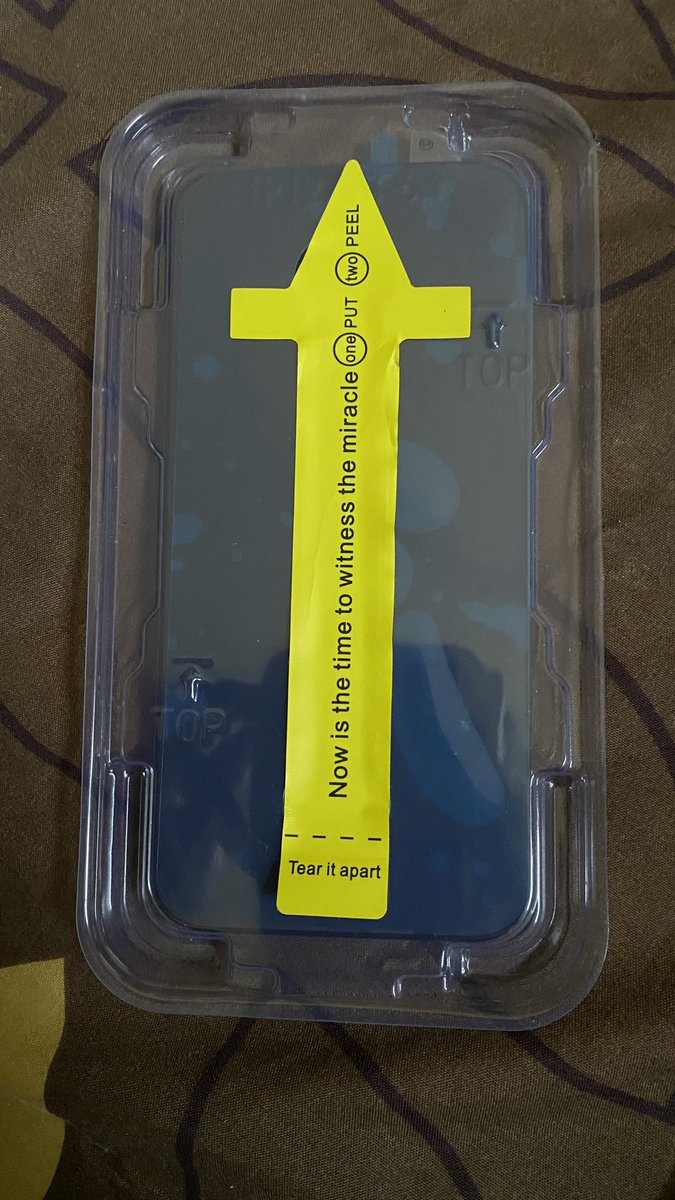 Now is the time to witness the miracle one PUT two PEEL
Tear it apart
TOP
TOP